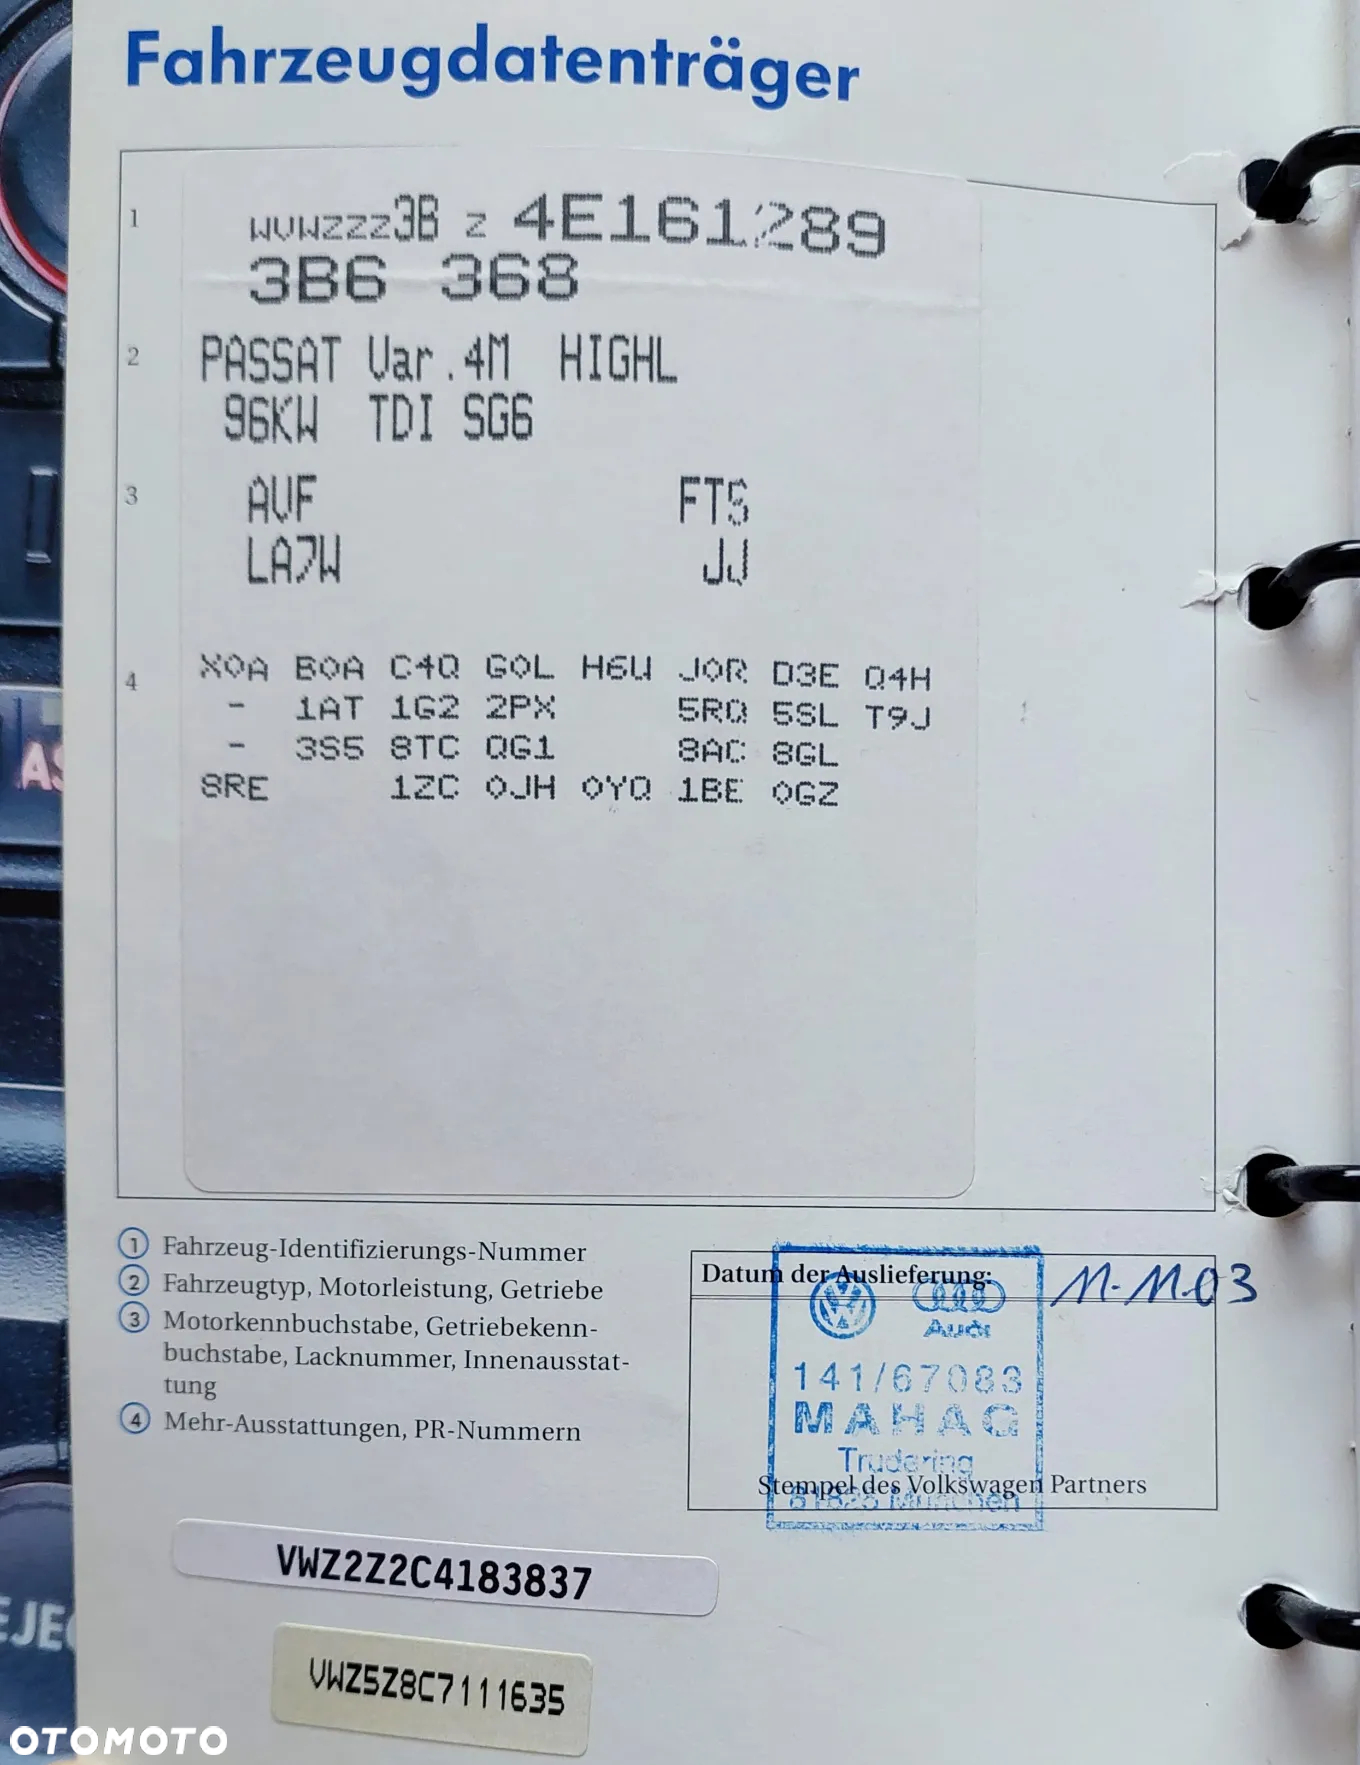 Fahrzeugdatenträger
1
WVWZZZ3B Z 4E161289
3B6 368
2
PASSAT Var.4M HIGHL
96KW TDI SG6
3
AVF FTS
LA7W JJ
4
X0A B0A C4Q G0L H6U J0R D3E Q4H
- 1AT 1G2 2PX 5RQ 5SL T9J
- 3S5 8TC QG1 8AC 8GL
8RE 1ZC 0JH 0YQ 1BE 0GZ
1 Fahrzeug-Identifizierungs-Nummer
2 Fahrzeugtyp, Motorleistung, Getriebe
3 Motorkennbuchstabe, Getriebekenn-
buchstabe, Lacknummer, Innenausstat-
tung
4 Mehr-Ausstattungen, PR-Nummern
Datum der Auslieferung: 11.11.03
Audi
141/67083
MAHAG
Trudering
Stempel des Volkswagen Partners
München
VWZ2Z2C4183837
VWZ5Z8C7111635
EJEC
AS
OTOMOTO